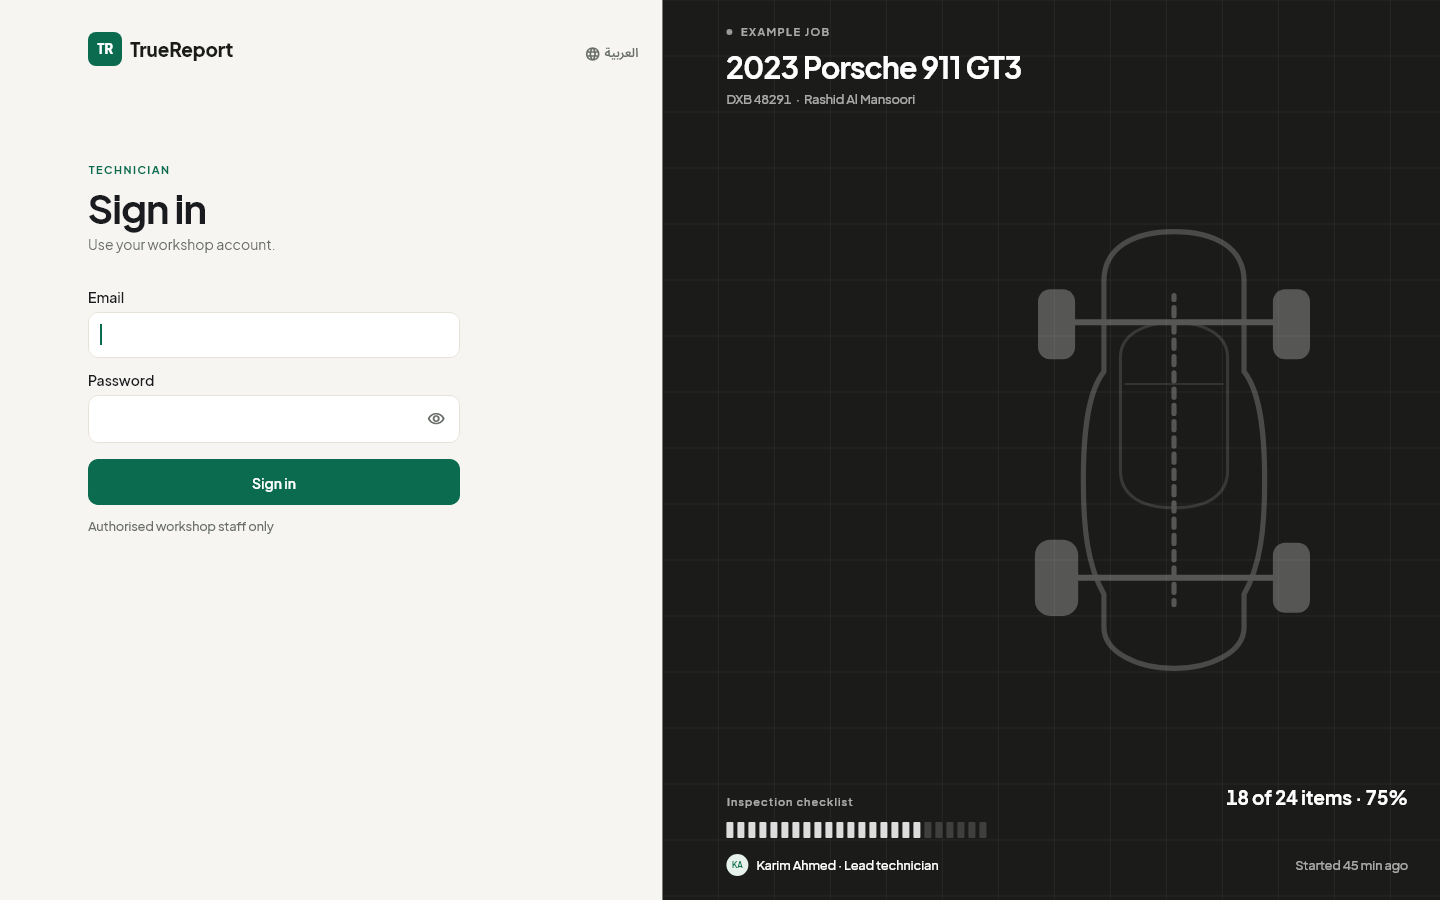 TR TrueReport
العربية
TECHNICIAN
Sign in
Use your workshop account.
Email
Password
Sign in
Authorised workshop staff only
EXAMPLE JOB
2023 Porsche 911 GT3
DXB 48291 · Rashid Al Mansoori
Inspection checklist
18 of 24 items · 75%
KA Karim Ahmed · Lead technician
Started 45 min ago